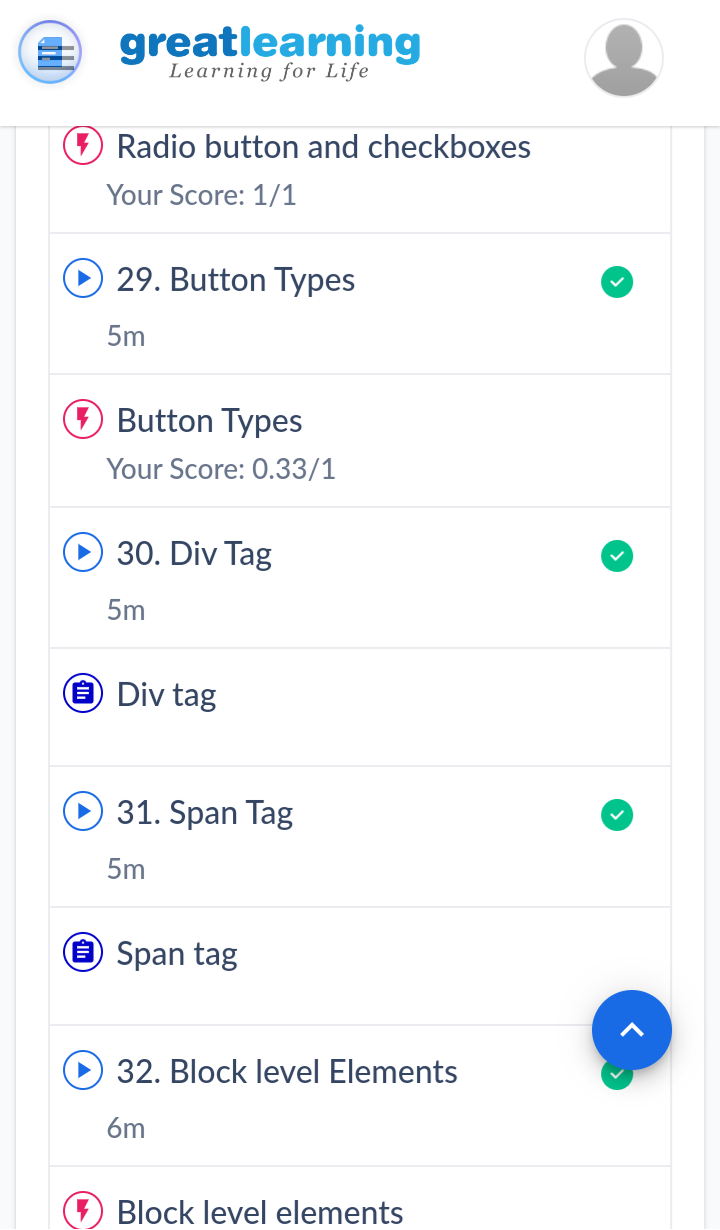 greatlearning
Learning for Life
Radio button and checkboxes
Your Score: 1/1
29. Button Types
5m
Button Types
Your Score: 0.33/1
30. Div Tag
5m
Div tag
31. Span Tag
5m
Span tag
32. Block level Elements
6m
Block level elements